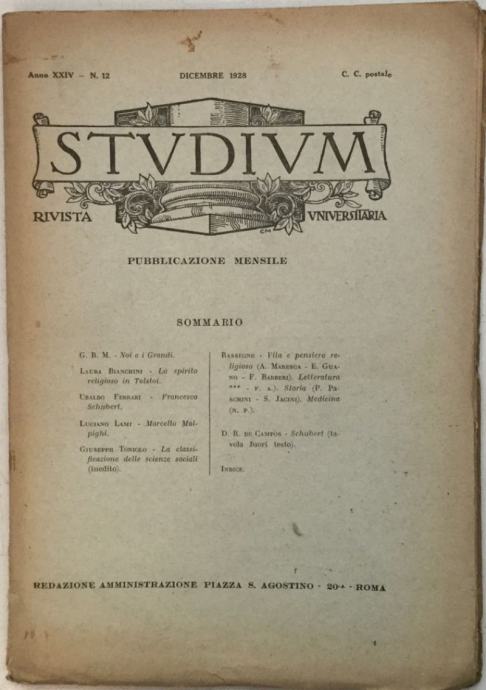 Anno XXIV - N. 12 DICEMBRE 1928 C. C. postale
STVDIVM
RIVISTA VNIVERSITARIA
PUBBLICAZIONE MENSILE
SOMMARIO
G. B. M. - Noi e i Grandi.
Laura Bianchini - Lo spirito
religioso in Tolstoi.
Ubaldo Ferrari - Francesco
Schubert.
Luciano Lami - Marcello Mal-
pighi.
Giuseppe Toniolo - La classi-
ficazione delle scienze sociali
(inedito).
Rassegne - Vita e pensiero re-
ligioso (A. Maresca - E. Gua-
no - F. Barberi). Letteratura
*** - F. A.). Storia (P. Pa-
scrini - S. Jacini). Medicina
(N. P.).
D. R. de Campos - Schubert (ta-
vola fuori testo).
Indice.
REDAZIONE AMMINISTRAZIONE PIAZZA S. AGOSTINO - 20-A - ROMA